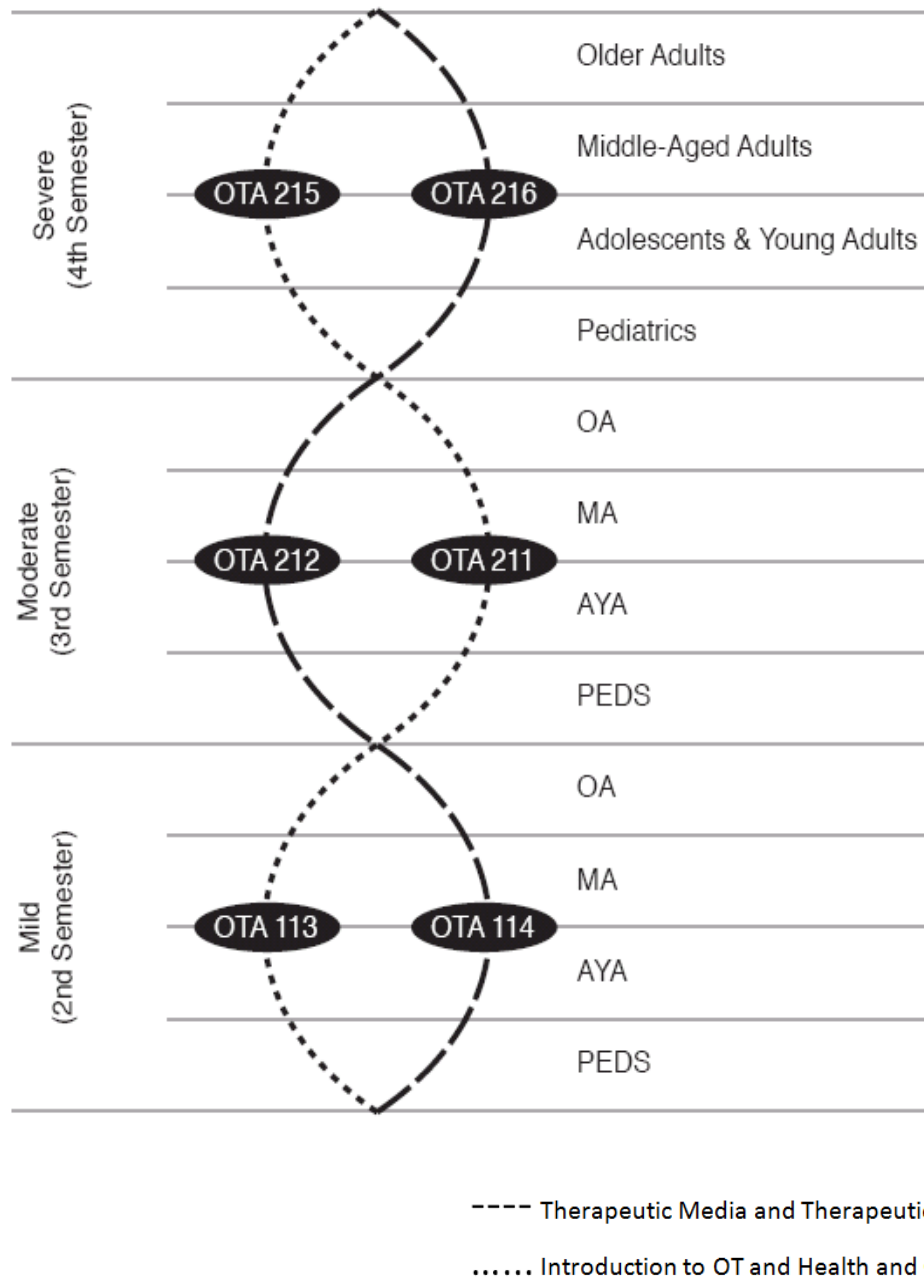 Older Adults
Middle-Aged Adults
Severe
(4th Semester)
OTA 215
OTA 216
Adolescents & Young Adults
Pediatrics
OA
MA
Moderate
(3rd Semester)
OTA 212
OTA 211
AYA
PEDS
OA
MA
Mild
(2nd Semester)
OTA 113
OTA 114
AYA
PEDS
---- Therapeutic Media and
...... Introduction to OT and Health and